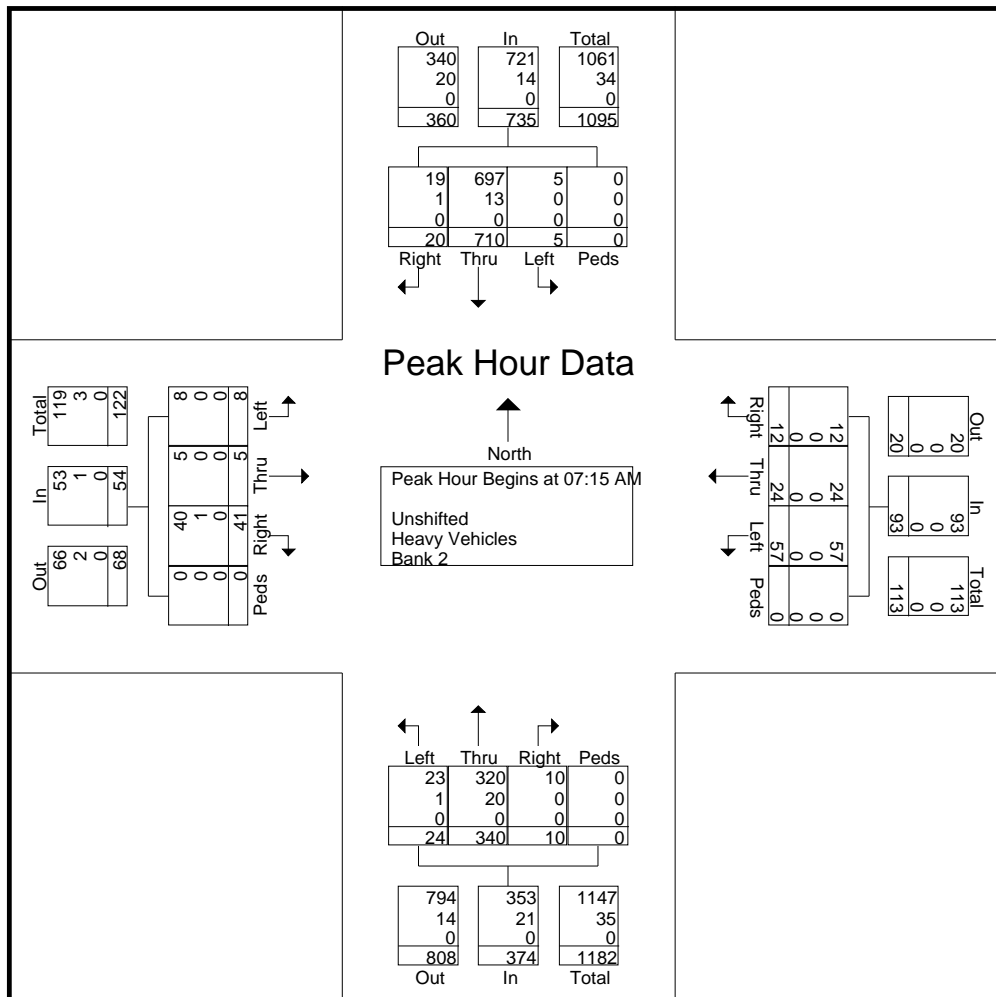 Out In Total
340 721 1061
20 14 34
0 0 0
360 735 1095
19 697 5 0
1 13 0 0
0 0 0 0
20 710 5 0
Right Thru Left Peds
Peak Hour Data
North
Peak Hour Begins at 07:15 AM
Unshifted
Heavy Vehicles
Bank 2
Total
119
3
0
122
In
53
1
0
54
Out
66
2
0
68
8 0 0 8
Left
5 0 0 5
Thru
40 1 0 41
Right
0 0 0 0
Peds
Right
12 0 0 12
Thru
24 0 0 24
Left
57 0 0 57
Peds
0 0 0 0
Out
20
0
0
20
In
93
0
0
93
Total
113
0
0
113
Left Thru Right Peds
23 320 10 0
1 20 0 0
0 0 0 0
24 340 10 0
794 353 1147
14 21 35
0 0 0
808 374 1182
Out In Total